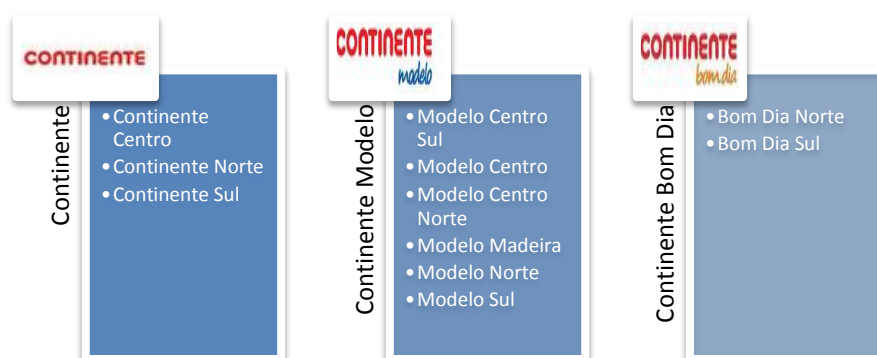 CONTINENTE
Continente
•Continente
Centro
•Continente Norte
•Continente Sul
CONTINENTE
modelo
Continente Modelo
•Modelo Centro
Sul
•Modelo Centro
•Modelo Centro
Norte
•Modelo Madeira
•Modelo Norte
•Modelo Sul
CONTINENTE
bom dia
Continente Bom Dia
•Bom Dia Norte
•Bom Dia Sul